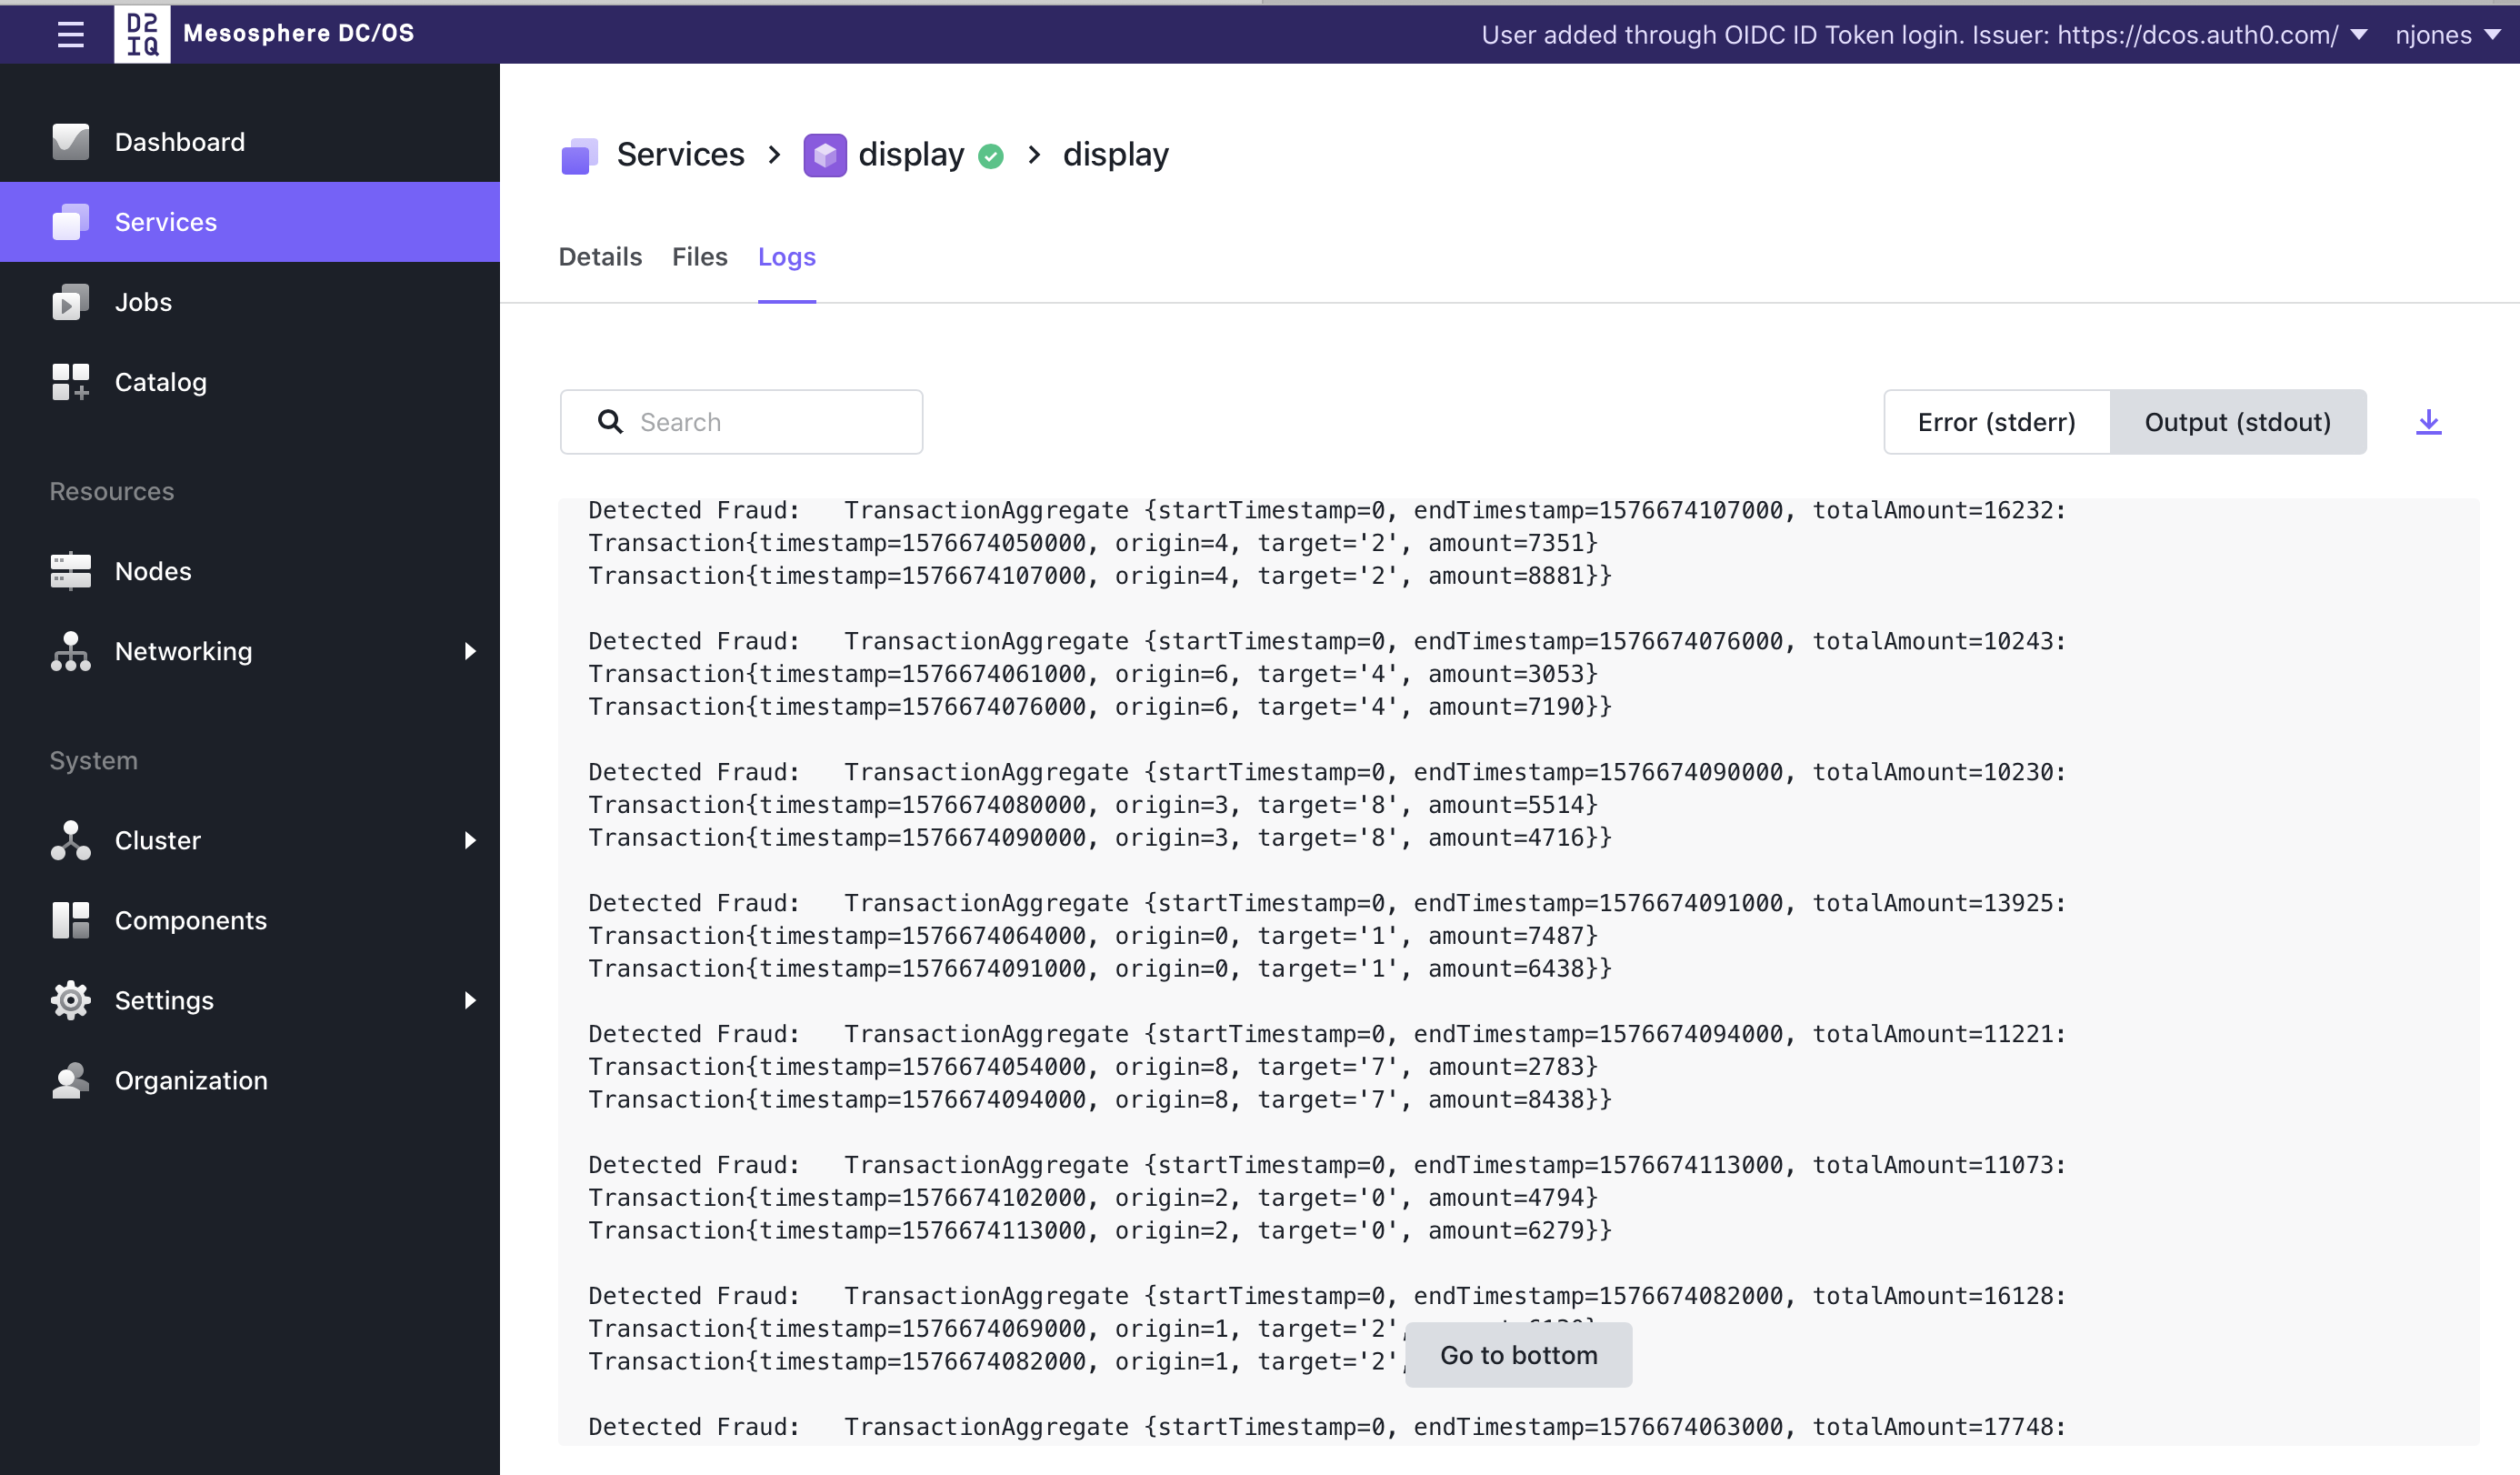 D2
IQ
Mesosphere DC/OS
User added through OIDC ID Token login. Issuer: https://dcos.auth0.com/
njones
Dashboard
Services
Jobs
Catalog
Resources
Nodes
Networking
System
Cluster
Components
Settings
Organization
Services > display > display
Details Files Logs
Search
Error (stderr) Output (stdout)
Detected Fraud:   TransactionAggregate {startTimestamp=0, endTimestamp=1576674107000, totalAmount=16232:
Transaction{timestamp=1576674050000, origin=4, target='2', amount=7351}
Transaction{timestamp=1576674107000, origin=4, target='2', amount=8881}}
Detected Fraud:   TransactionAggregate {startTimestamp=0, endTimestamp=1576674076000, totalAmount=10243:
Transaction{timestamp=1576674061000, origin=6, target='4', amount=3053}
Transaction{timestamp=1576674076000, origin=6, target='4', amount=7190}}
Detected Fraud:   TransactionAggregate {startTimestamp=0, endTimestamp=1576674090000, totalAmount=10230:
Transaction{timestamp=1576674080000, origin=3, target='8', amount=5514}
Transaction{timestamp=1576674090000, origin=3, target='8', amount=4716}}
Detected Fraud:   TransactionAggregate {startTimestamp=0, endTimestamp=1576674091000, totalAmount=13925:
Transaction{timestamp=1576674064000, origin=0, target='1', amount=7487}
Transaction{timestamp=1576674091000, origin=0, target='1', amount=6438}}
Detected Fraud:   TransactionAggregate {startTimestamp=0, endTimestamp=1576674094000, totalAmount=11221:
Transaction{timestamp=1576674054000, origin=8, target='7', amount=2783}
Transaction{timestamp=1576674094000, origin=8, target='7', amount=8438}}
Detected Fraud:   TransactionAggregate {startTimestamp=0, endTimestamp=1576674113000, totalAmount=11073:
Transaction{timestamp=1576674102000, origin=2, target='0', amount=4794}
Transaction{timestamp=1576674113000, origin=2, target='0', amount=6279}}
Detected Fraud:   TransactionAggregate {startTimestamp=0, endTimestamp=1576674082000, totalAmount=16128:
Transaction{timestamp=1576674069000, origin=1, target='2',
Transaction{timestamp=1576674082000, origin=1, target='2',
Go to bottom
Detected Fraud:   TransactionAggregate {startTimestamp=0, endTimestamp=1576674063000, totalAmount=17748: